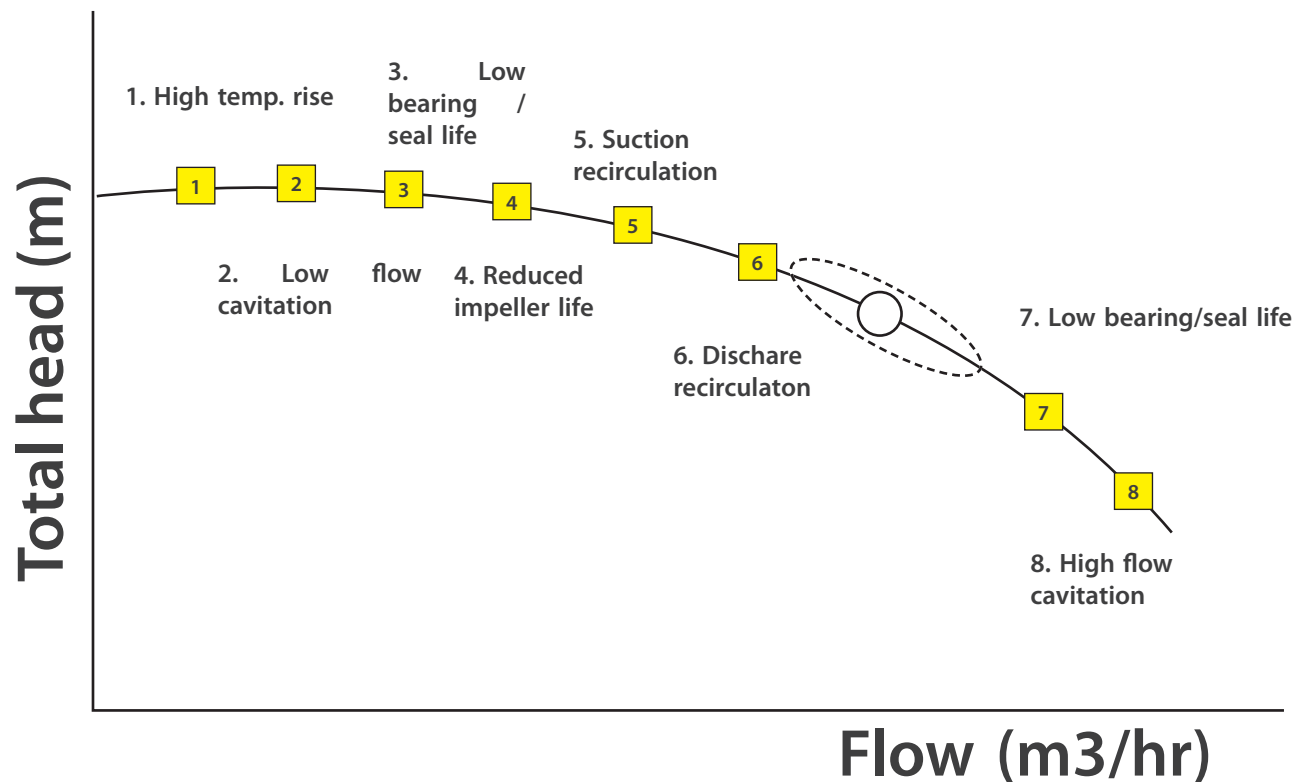 1. High temp. rise
3. Low
bearing /
seal life
5. Suction
recirculation
1
2
3
4
5
6
2. Low flow
cavitation
4. Reduced
impeller life
6. Dischare
recirculaton
7. Low bearing/seal life
7
8
8. High flow
cavitation
Total head (m)
Flow (m3/hr)